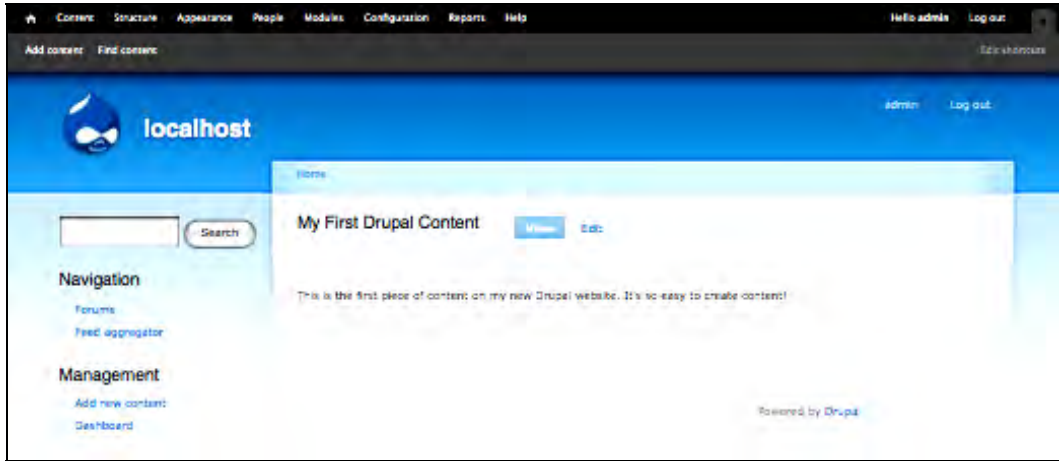 Content Structure Appearance People Modules Configuration Reports Help Hello admin Log out
Add content Find content Edit shortcuts
admin Log out
localhost
Home
My First Drupal Content View Edit
Search
This is the first piece of content on my new Drupal website. It's so easy to create content!
Navigation
Forums
Feed aggregator
Management
Add new content
Dashboard
Powered by Drupal